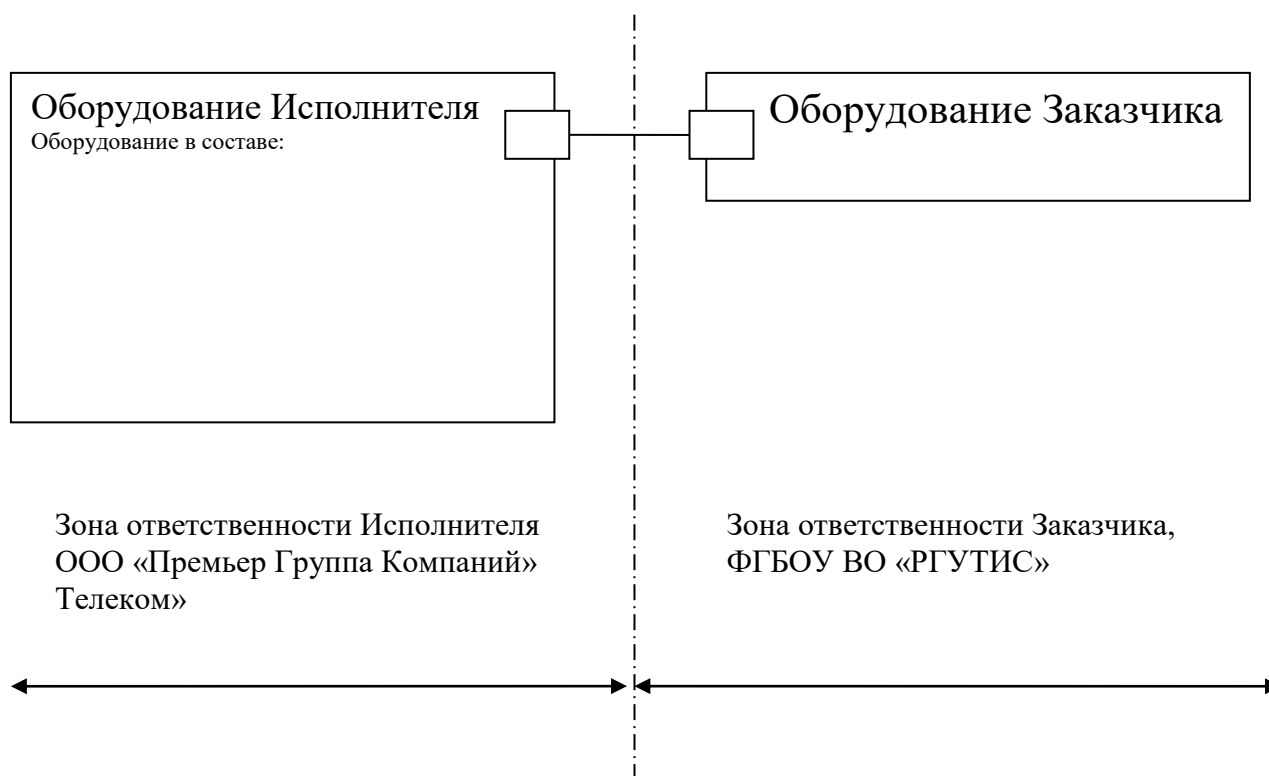 Оборудование Исполнителя
Оборудование в составе:
Оборудование Заказчика
Зона ответственности Исполнителя
ООО «Премьер Группа Компаний»
Телеком»
Зона ответственности Заказчика,
ФГБОУ ВО «РГУТИС»